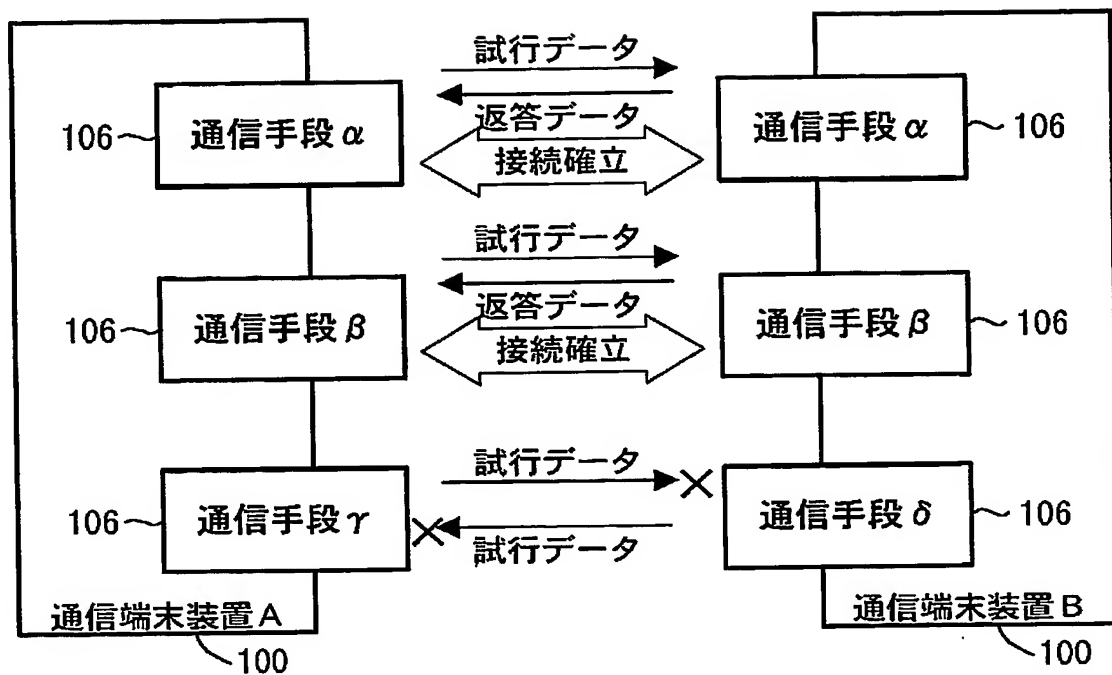 試行データ
返答データ
106 通信手段α 接続確立 通信手段α 106
試行データ
返答データ
106 通信手段β 接続確立 通信手段β 106
試行データ
106 通信手段γ 通信手段δ 106
試行データ
通信端末装置A 通信端末装置B
100 100